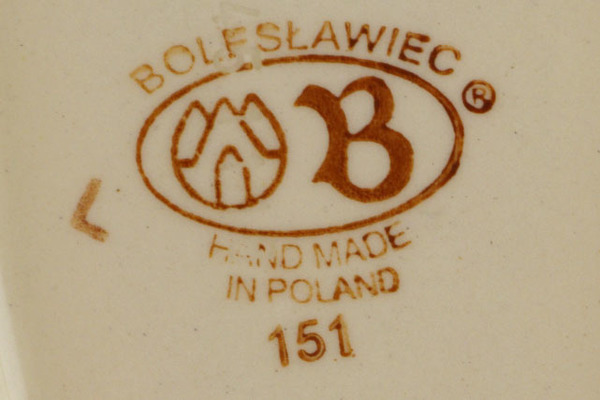 BOLESŁAWIEC
B ®
L
HAND MADE
IN POLAND
151